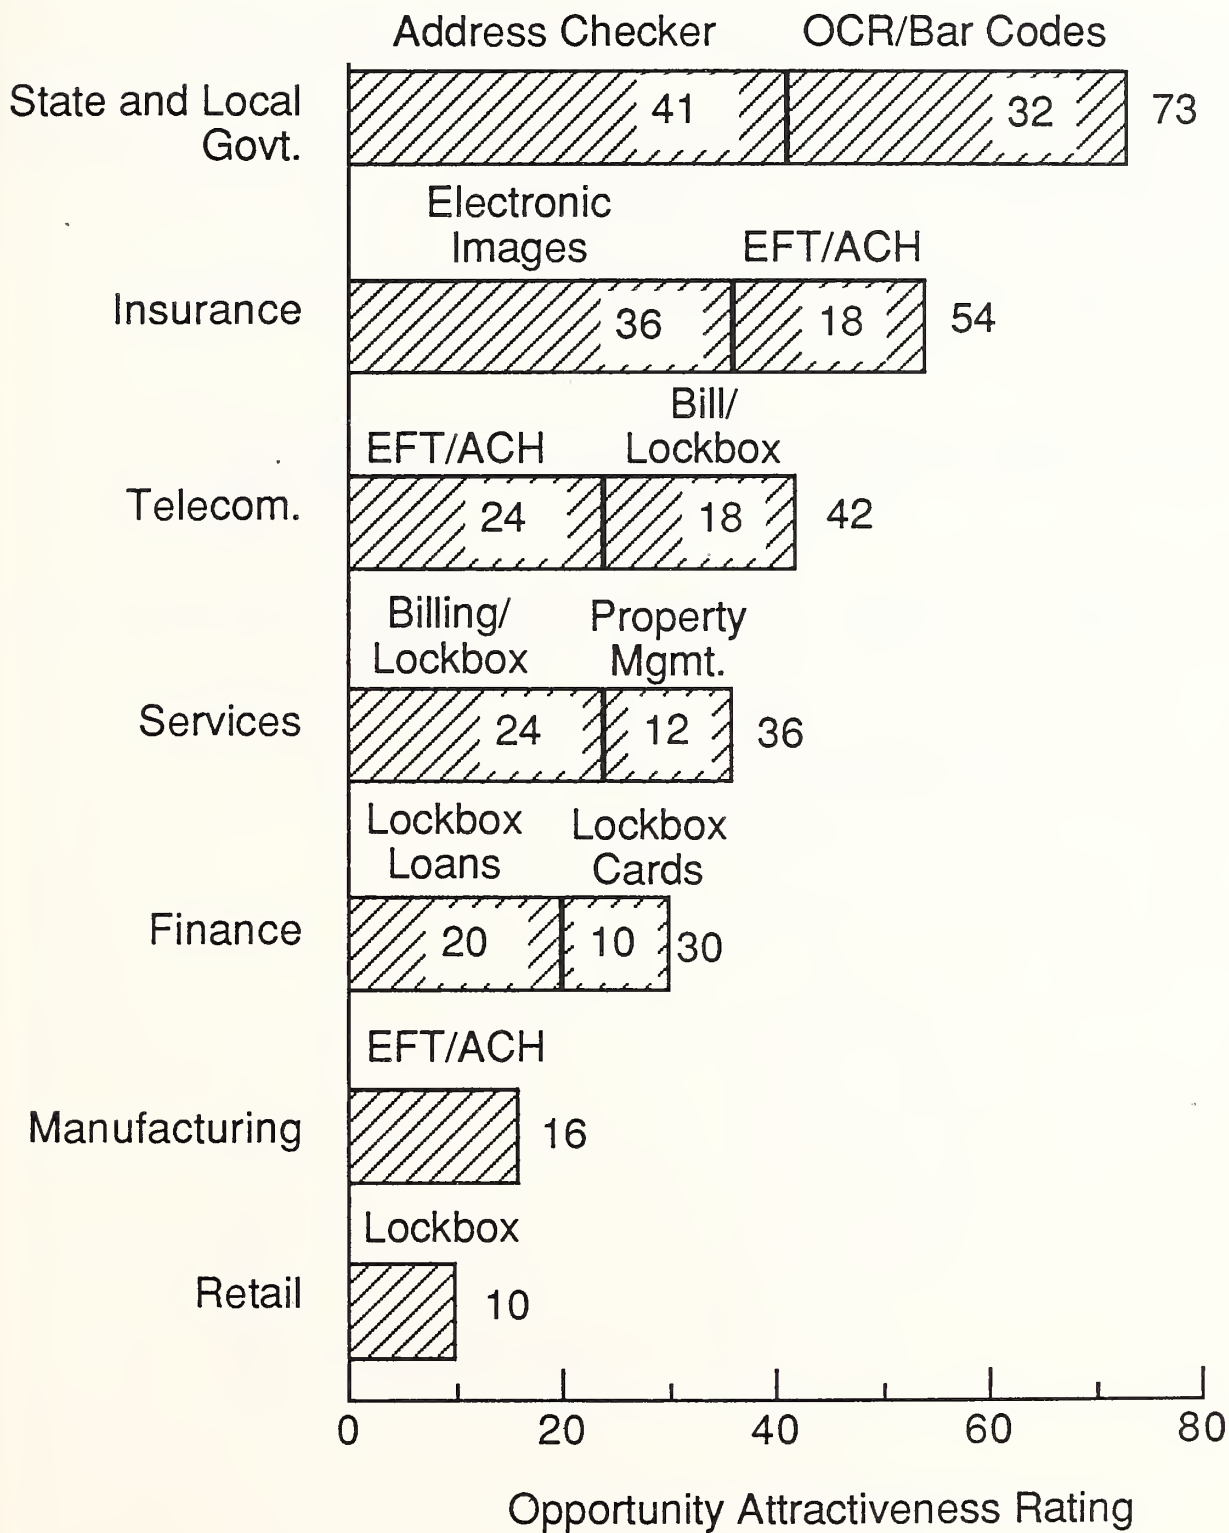 Address Checker OCR/Bar Codes
State and Local
Govt.
41 32 73
Electronic
Images EFT/ACH
Insurance 36 18 54
Bill/
EFT/ACH Lockbox
Telecom. 24 18 42
Billing/ Property
Lockbox Mgmt.
Services 24 12 36
Lockbox Lockbox
Loans Cards
Finance 20 10 30
EFT/ACH
Manufacturing 16
Lockbox
Retail 10
0 20 40 60 80
Opportunity Attractiveness Rating